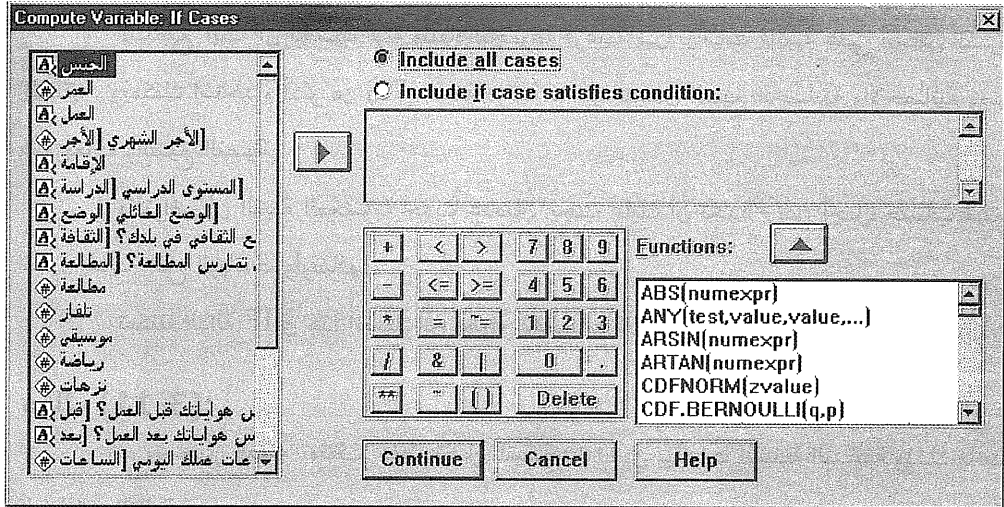 Compute Variable: If Cases
الجنس
العمر
العمل
الأجر الشهري [الأجر]
الإقامة
المستوى الدراسي [الدراسة]
الوضع العائلي [الوضع]
ع الثقافي في بلدك؟ [الثقافة
تمارس المطالعة؟ [المطالعة
مطالعة
تلفاز
موسيقى
رياضة
نزهات
س هواياتك قبل العمل؟ [قبل
س هواياتك بعد العمل؟ [بعد
عات عملك اليومي [الساعات
Include all cases
Include if case satisfies condition:
+ < > 7 8 9
- <= >= 4 5 6
* = ~= 1 2 3
/ & | 0 .
** ~ () Delete
Functions:
ABS(numexpr)
ANY(test,value,value,...)
ARSIN(numexpr)
ARTAN(numexpr)
CDFNORM(zvalue)
CDF.BERNOULLI(q,p)
Continue Cancel Help